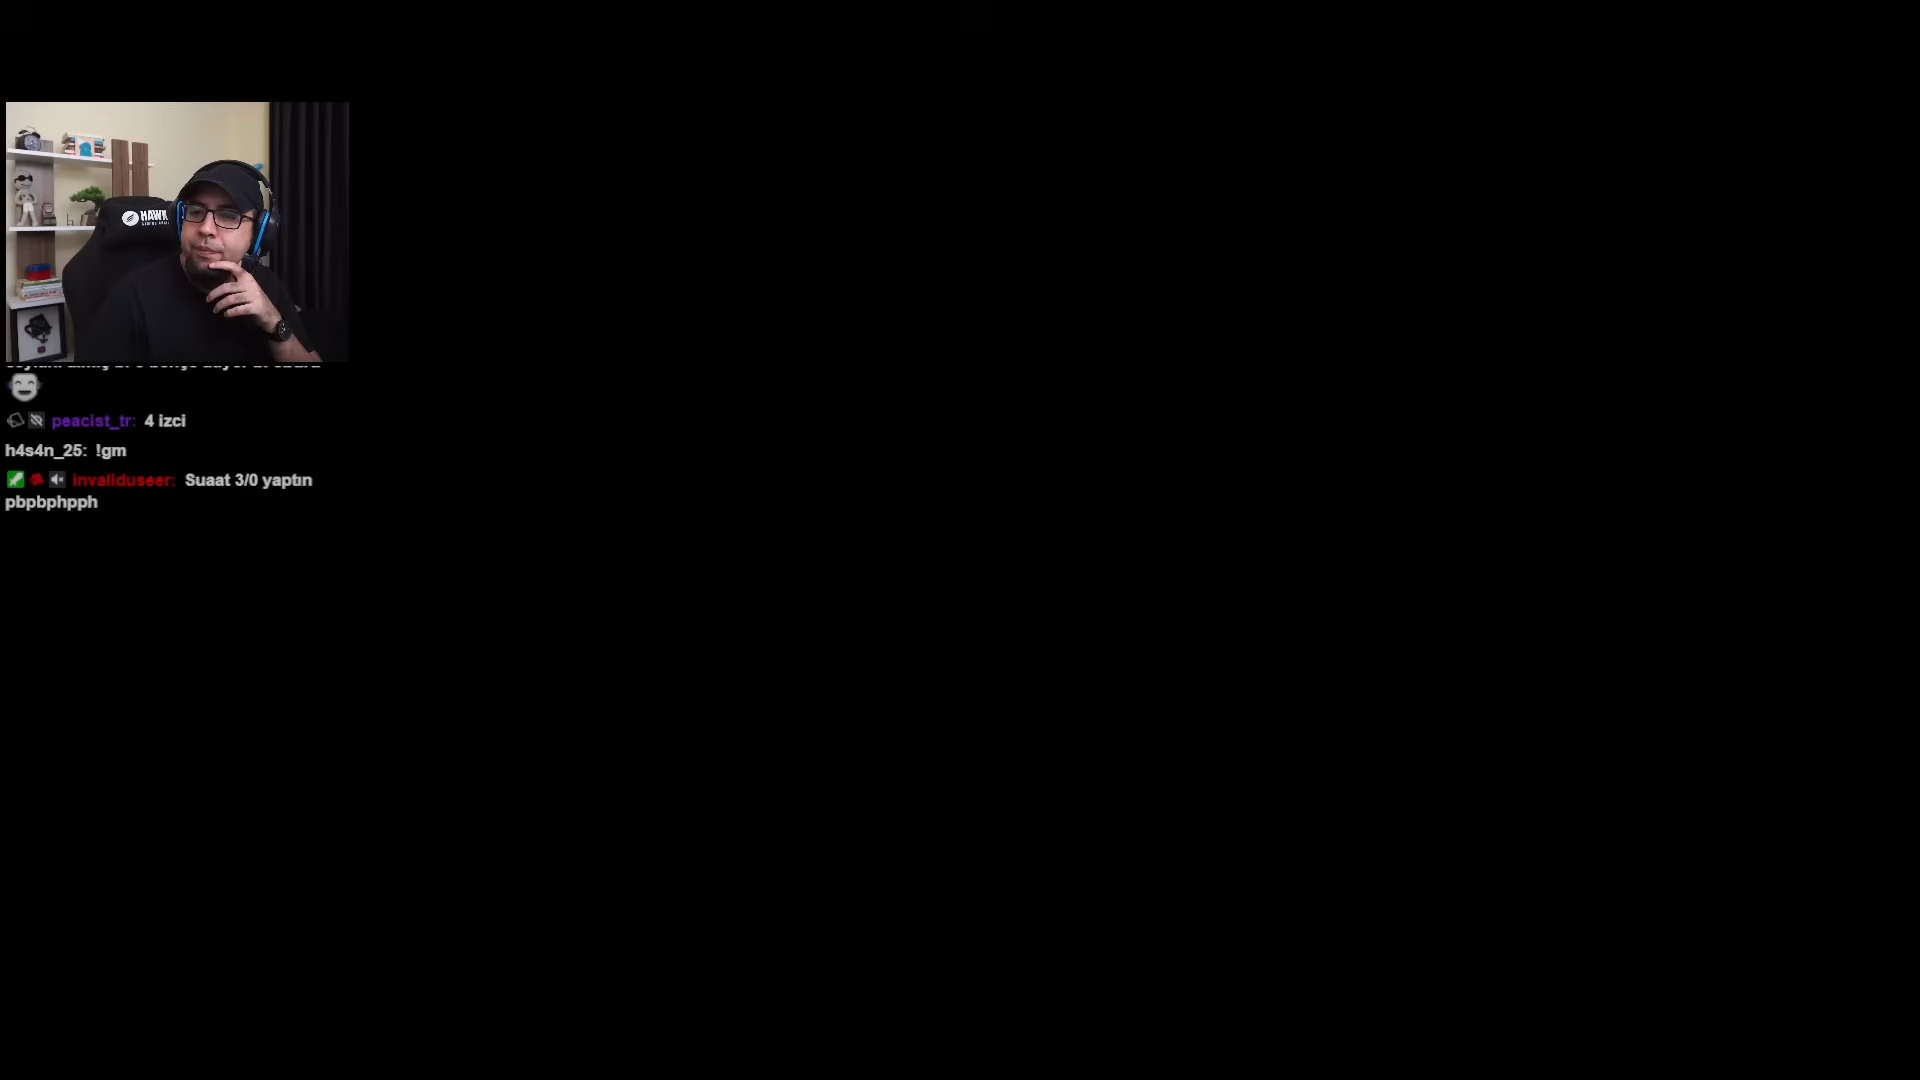 HAWK
peacist_tr: 4 izci
h4s4n_25: !gm
invaliduseer: Suaat 3/0 yaptın
pbpbphpph